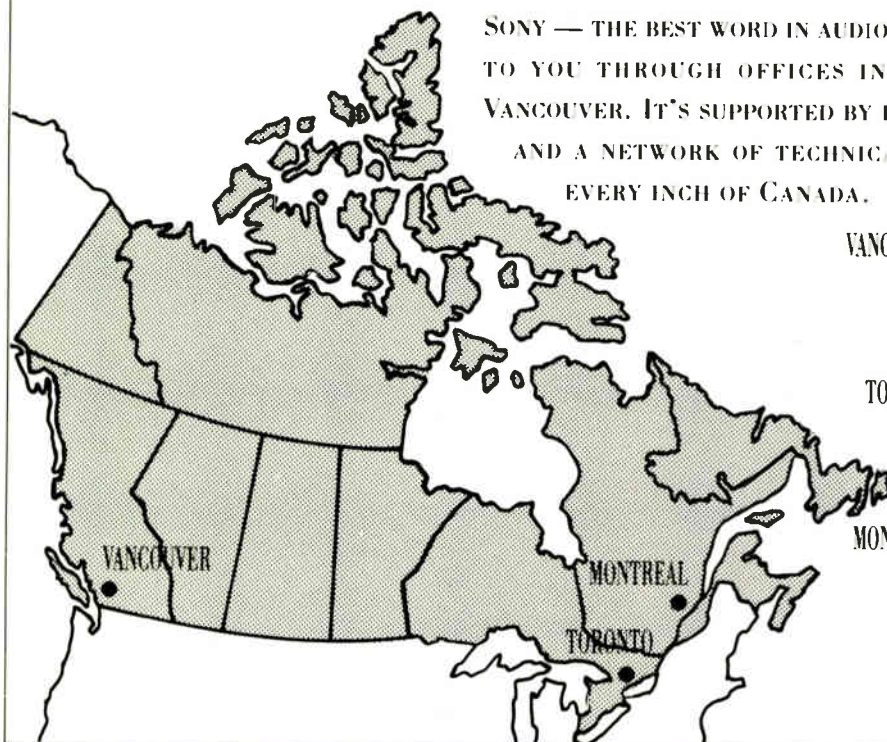 SONY — THE BEST WORD IN AUDIO
TO YOU THROUGH OFFICES IN
VANCOUVER. IT'S SUPPORTED BY
AND A NETWORK OF
EVERY INCH OF CANADA.
VANCOUVER
MONTREAL
TORONTO